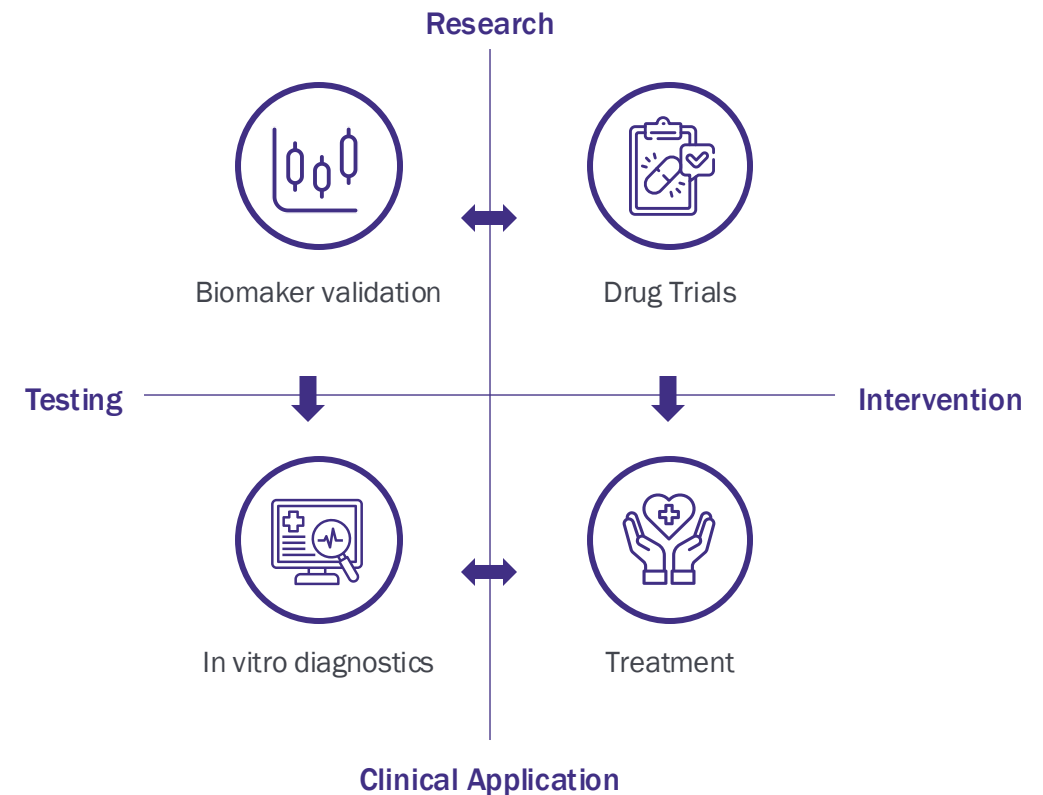 Research
Biomaker validation
Drug Trials
Testing
Intervention
In vitro diagnostics
Treatment
Clinical Application